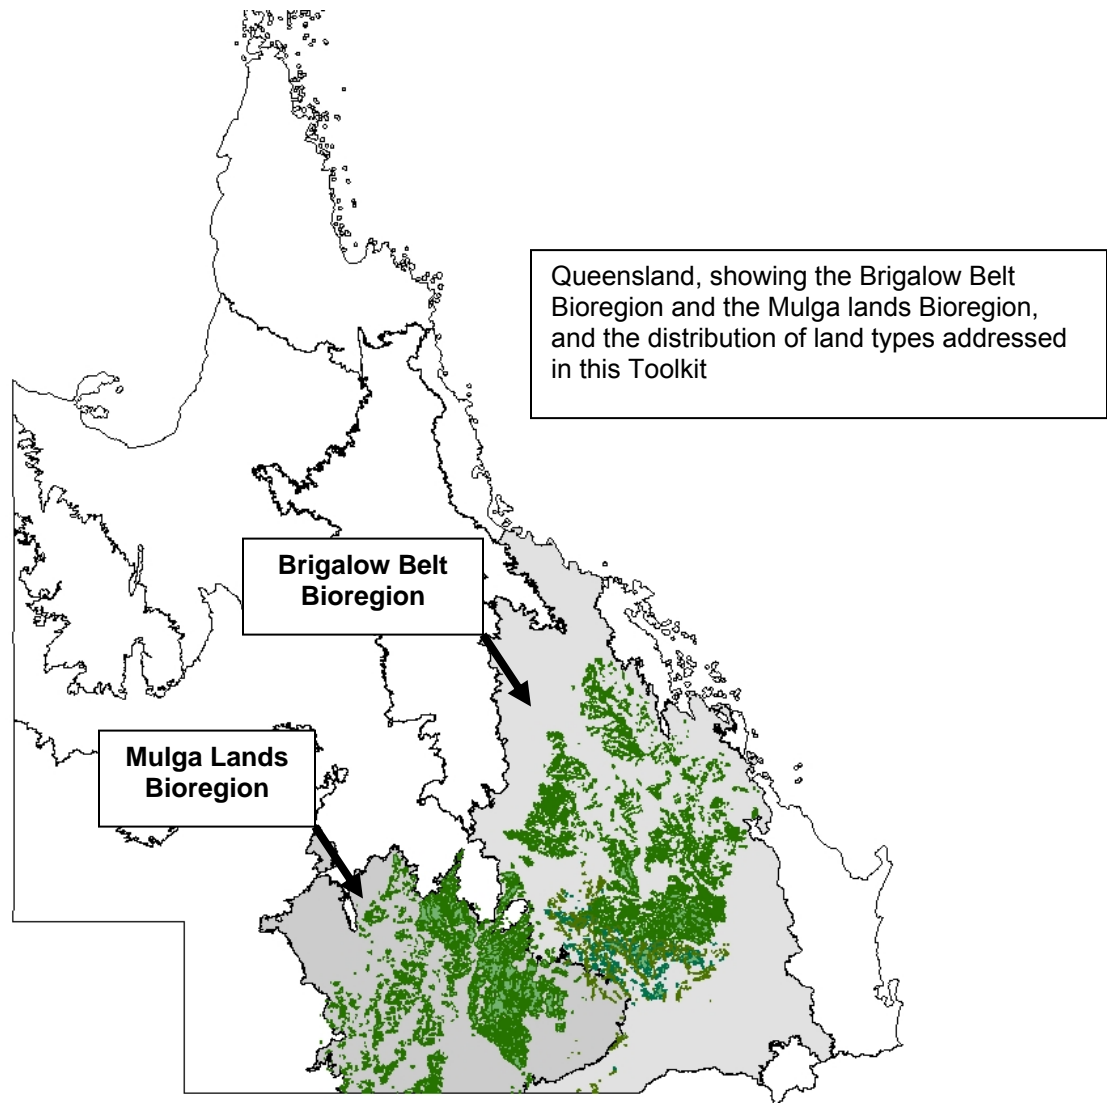 Queensland, showing the Brigalow Belt
Bioregion and the Mulga lands Bioregion,
and the distribution of land types addressed
in this Toolkit
Brigalow Belt
Bioregion
Mulga Lands
Bioregion